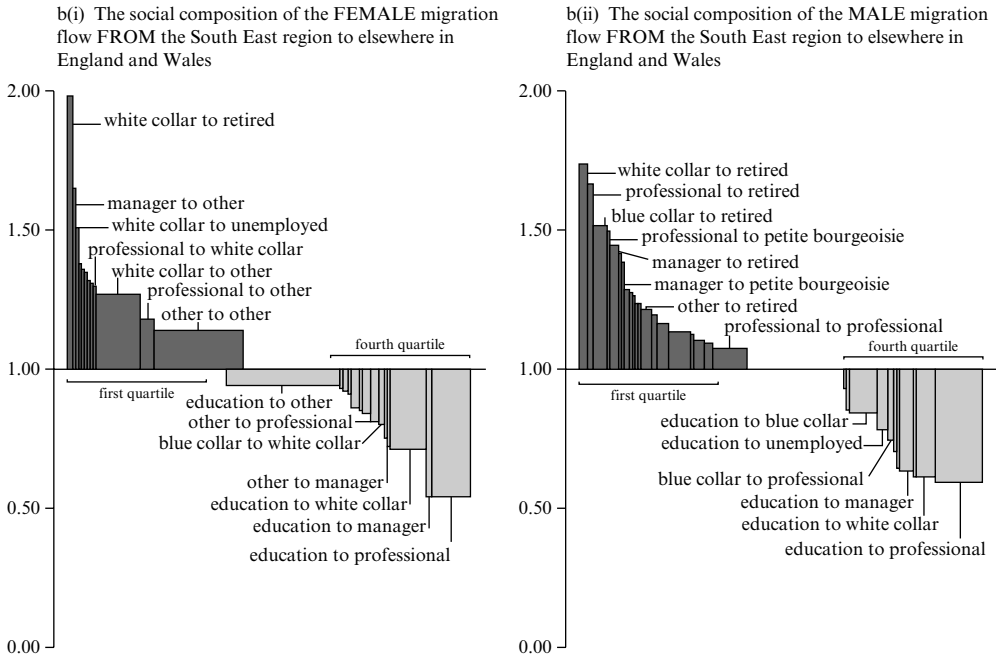 b(i) The social composition of the FEMALE migration
flow FROM the South East region to elsewhere in
England and Wales
2.00
1.50
1.00
0.50
0.00
white collar to retired
manager to other
white collar to unemployed
professional to white collar
white collar to other
professional to other
other to other
fourth quartile
first quartile
education to other
other to professional
blue collar to white collar
other to manager
education to white collar
education to manager
education to professional
b(ii) The social composition of the MALE migration
flow FROM the South East region to elsewhere in
England and Wales
2.00
1.50
1.00
0.50
0.00
white collar to retired
professional to retired
blue collar to retired
professional to petite bourgeoisie
manager to retired
manager to petite bourgeoisie
other to retired
professional to professional
fourth quartile
first quartile
education to blue collar
education to unemployed
blue collar to professional
education to manager
education to white collar
education to professional